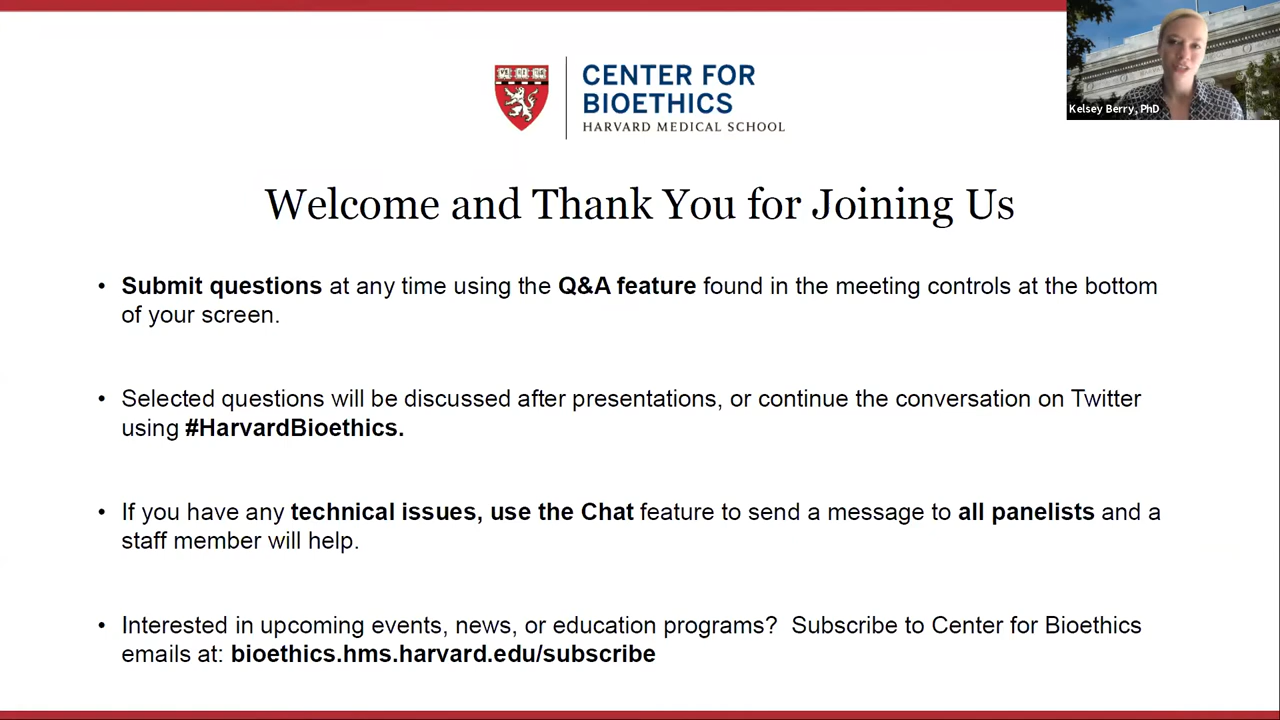 Kelsey Berry, PhD
CENTER FOR
BIOETHICS
HARVARD MEDICAL SCHOOL
Welcome and Thank You for Joining Us
• Submit questions at any time using the Q&A feature found in the meeting controls at the bottom
of your screen.
• Selected questions will be discussed after presentations, or continue the conversation on Twitter
using #HarvardBioethics.
• If you have any technical issues, use the Chat feature to send a message to all panelists and a
staff member will help.
• Interested in upcoming events, news, or education programs?  Subscribe to Center for Bioethics
emails at: bioethics.hms.harvard.edu/subscribe